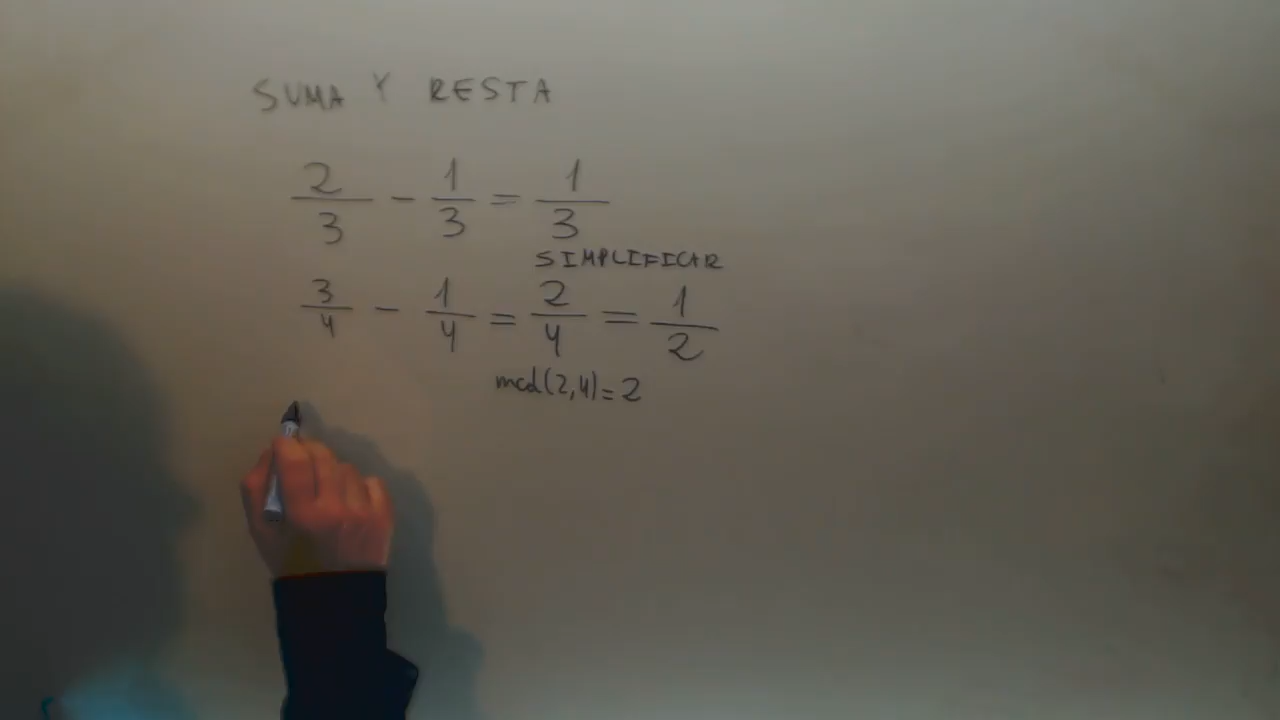 SUMA Y RESTA
2/3 - 1/3 = 1/3
SIMPLIFICAR
3/4 - 1/4 = 2/4 = 1/2
mcd(2,4)=2